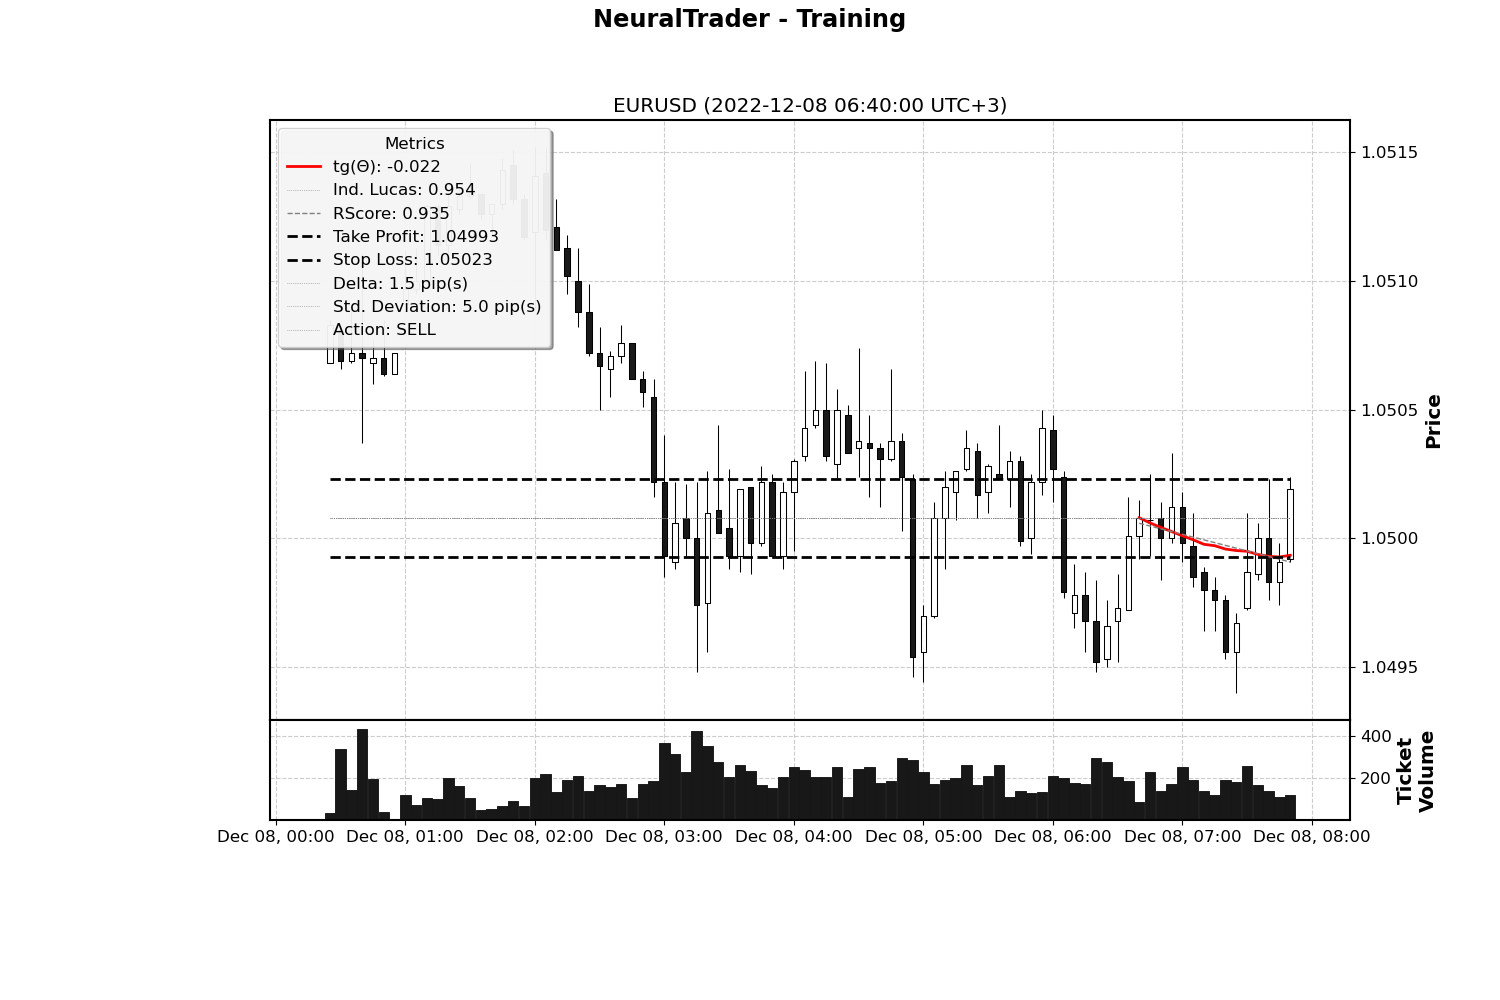 NeuralTrader - Training
EURUSD (2022-12-08 06:40:00 UTC+3)
Metrics
tg(Θ): -0.022
Ind. Lucas: 0.954
RScore: 0.935
Take Profit: 1.04993
Stop Loss: 1.05023
Delta: 1.5 pip(s)
Std. Deviation: 5.0 pip(s)
Action: SELL
1.0515
1.0510
1.0505
1.0500
1.0495
Price
400
200
Ticket
Volume
Dec 08, 00:00 Dec 08, 01:00 Dec 08, 02:00 Dec 08, 03:00 Dec 08, 04:00 Dec 08, 05:00 Dec 08, 06:00 Dec 08, 07:00 Dec 08, 08:00